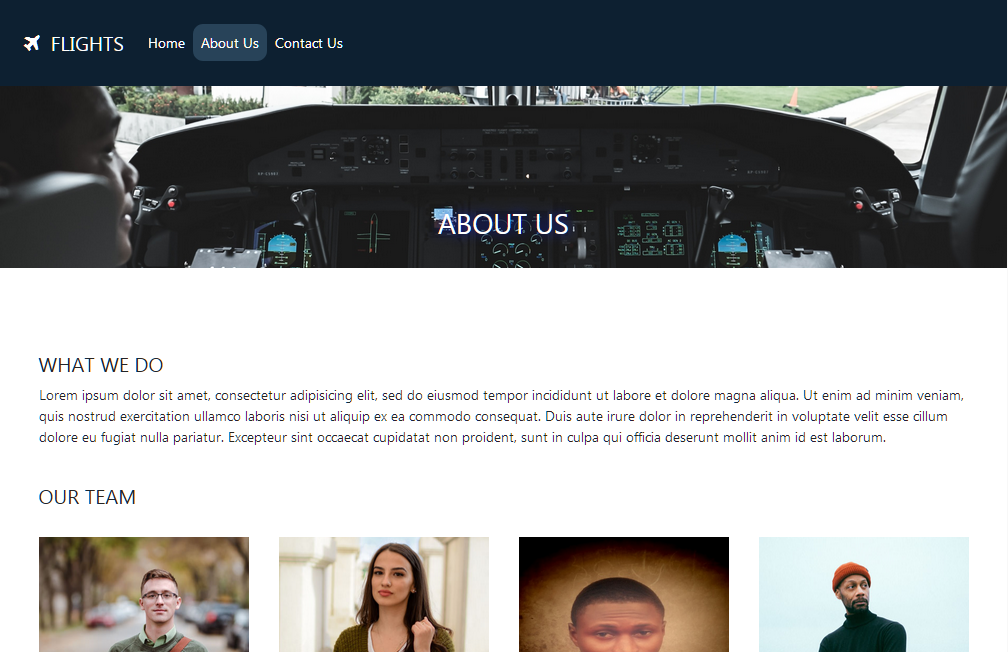 FLIGHTS
Home
About Us
Contact Us
ABOUT US
WHAT WE DO
Lorem ipsum dolor sit amet, consectetur adipisicing elit, sed do eiusmod tempor incididunt ut labore et dolore magna aliqua. Ut enim ad minim veniam,
quis nostrud exercitation ullamco laboris nisi ut aliquip ex ea commodo consequat. Duis aute irure dolor in reprehenderit in voluptate velit esse cillum
dolore eu fugiat nulla pariatur. Excepteur sint occaecat cupidatat non proident, sunt in culpa qui officia deserunt mollit anim id est laborum.
OUR TEAM